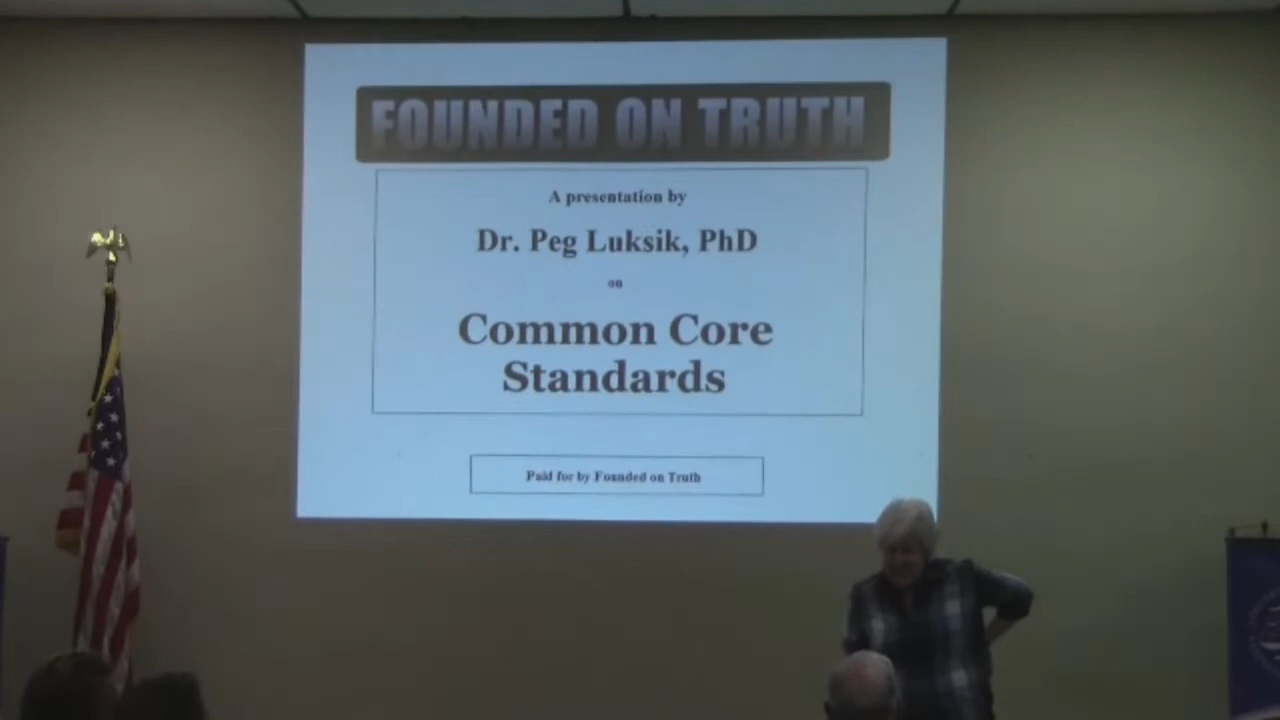 FOUNDED ON TRUTH
A presentation by
Dr. Peg Luksik, PhD
on
Common Core
Standards
Paid for by Founded on Truth